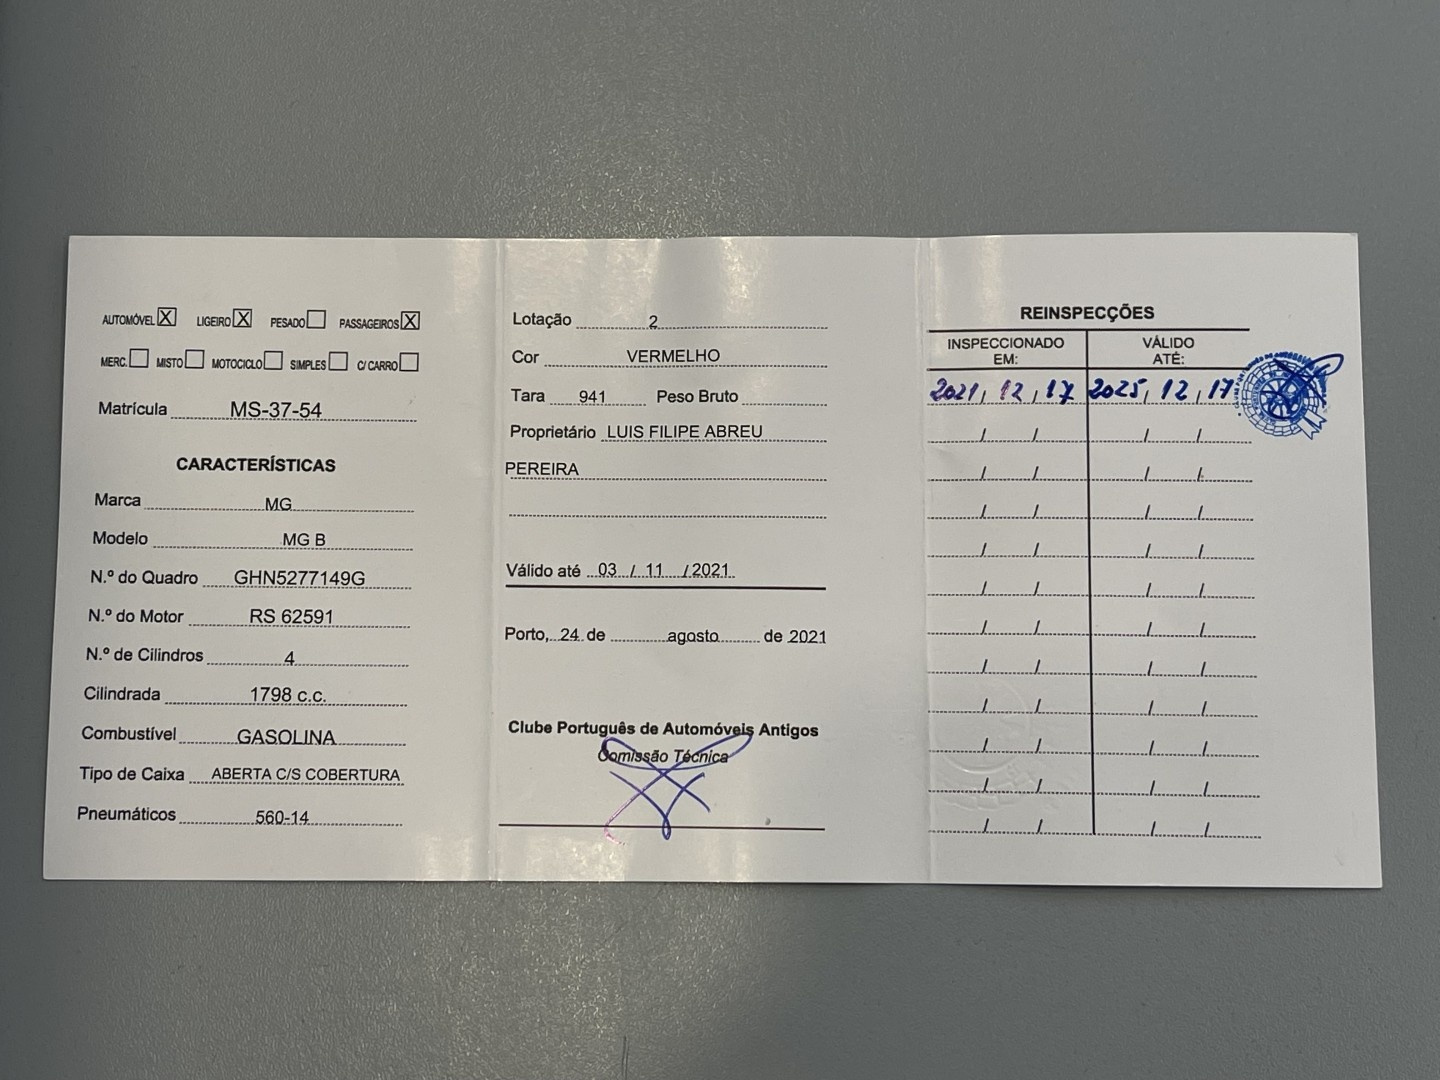 AUTOMÓVEL X LIGEIRO X PESADO PASSAGEIROS X
MERC. MISTO MOTOCICLO SIMPLES C/ CARRO
Matrícula MS-37-54
CARACTERÍSTICAS
Marca MG
Modelo MG B
N.º do Quadro GHN5277149G
N.º do Motor RS 62591
N.º de Cilindros 4
Cilindrada 1798 c.c.
Combustível GASOLINA
Tipo de Caixa ABERTA C/S COBERTURA
Pneumáticos 560-14
Lotação 2
Cor VERMELHO
Tara 941 Peso Bruto
Proprietário LUIS FILIPE ABREU
PEREIRA
Válido até 03 / 11 / 2021
Porto, 24 de agosto de 2021
Clube Português de Automóveis Antigos
Comissão Técnica
REINSPECÇÕES
INSPECCIONADO EM: VÁLIDO ATÉ:
2021, 12, 17 2025, 12, 17